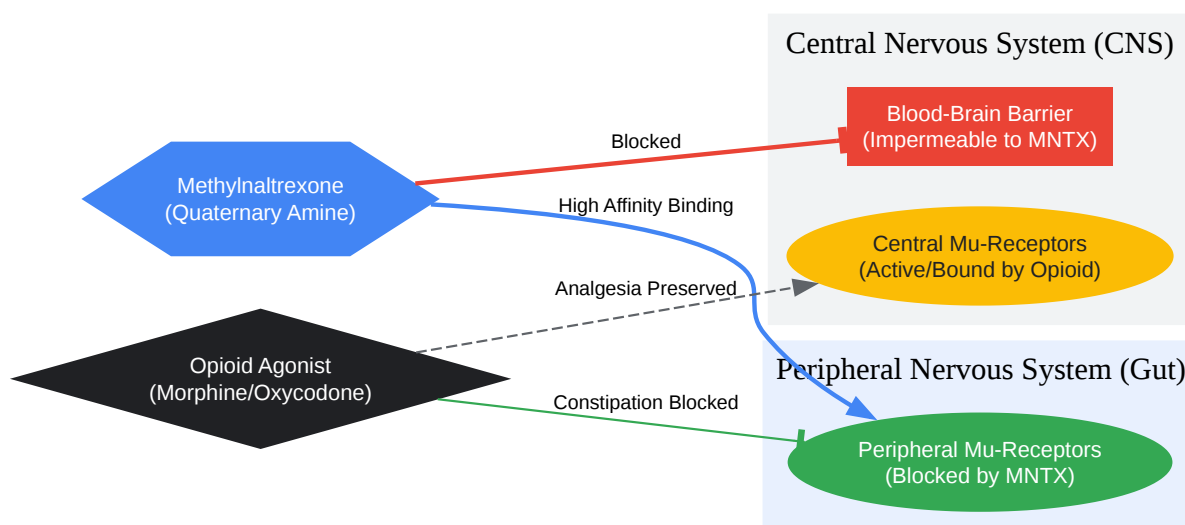 Central Nervous System (CNS)
Blood-Brain Barrier
(Impermeable to MNTX)
Blocked
Methylnaltrexone
(Quaternary Amine)
High Affinity Binding
Central Mu-Receptors
(Active/Bound by Opioid)
Analgesia Preserved
Opioid Agonist
(Morphine/Oxycodone)
Peripheral Nervous System (Gut)
Constipation Blocked
Peripheral Mu-Receptors
(Blocked by MNTX)